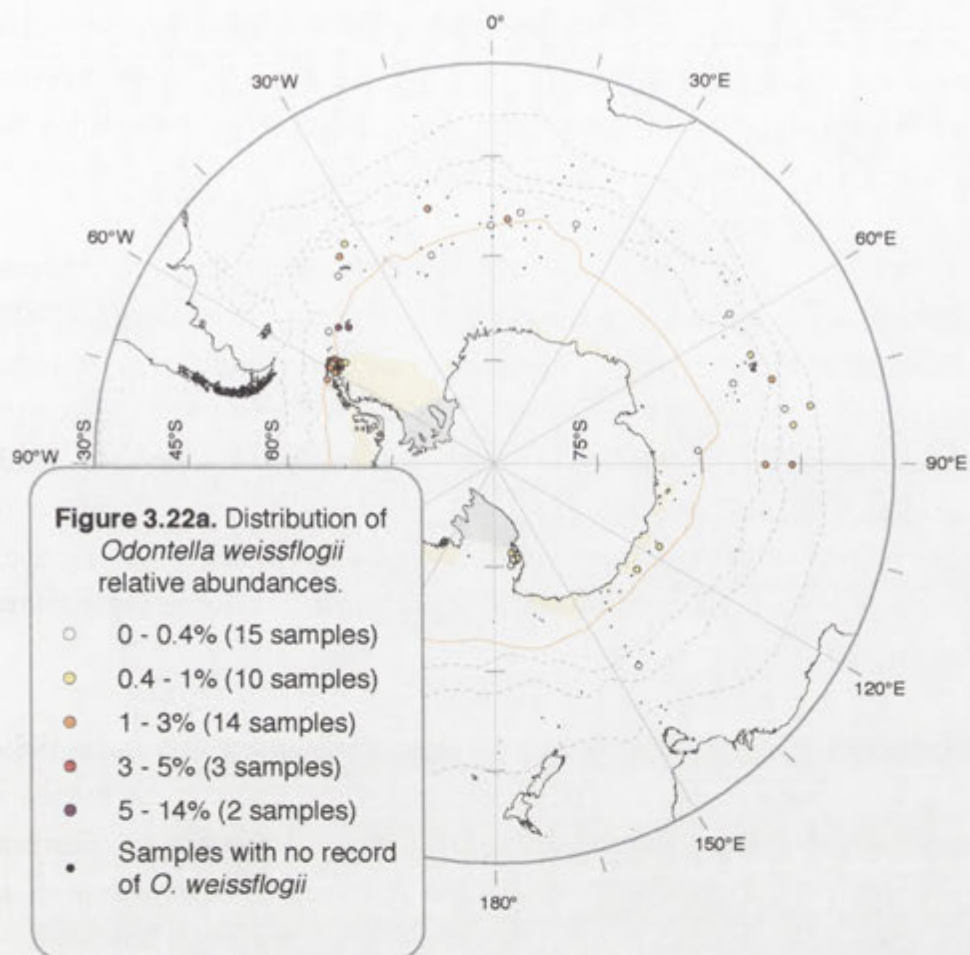 0°
30°W
30°E
60°W
60°E
90°W
30°S
45°S
60°S
75°S
90°E
120°E
150°E
180°
Figure 3.22a. Distribution of
Odontella weissflogii
relative abundances.
0 - 0.4% (15 samples)
0.4 - 1% (10 samples)
1 - 3% (14 samples)
3 - 5% (3 samples)
5 - 14% (2 samples)
Samples with no record
of O. weissflogii